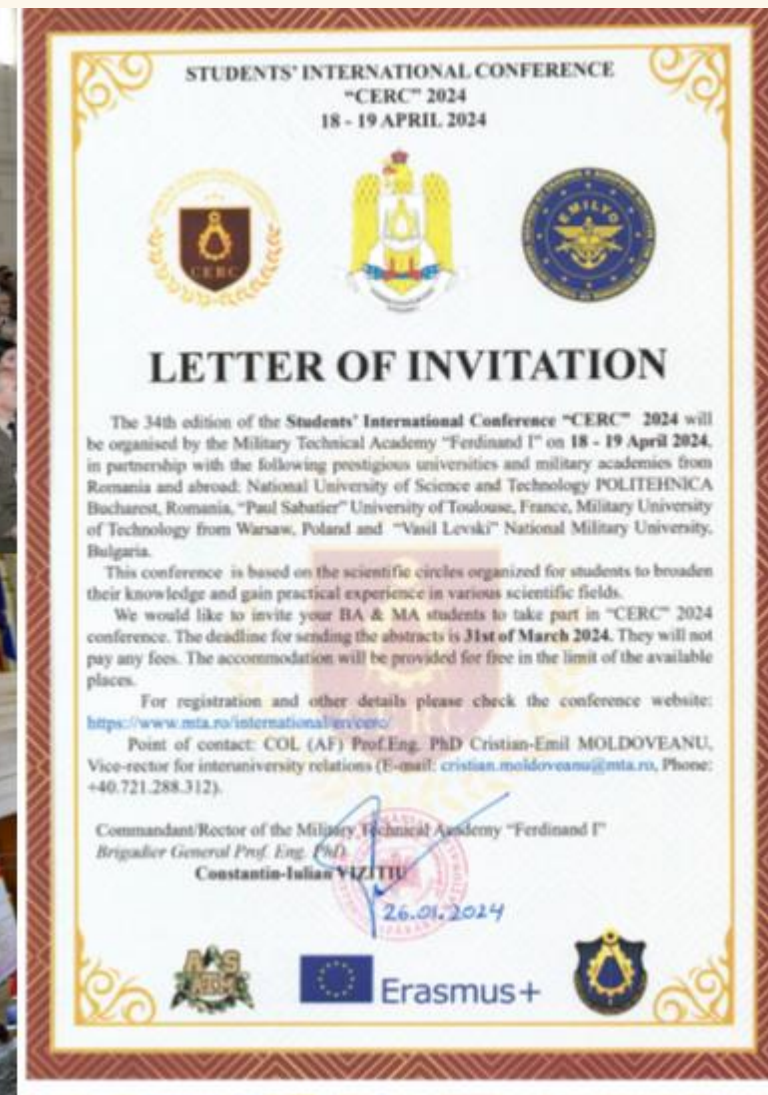 STUDENTS' INTERNATIONAL CONFERENCE
“CERC” 2024
18 - 19 APRIL 2024
CERC
EMILYO
LETTER OF INVITATION
The 34th edition of the Students' International Conference “CERC” 2024 will
be organised by the Military Technical Academy “Ferdinand I” on 18 - 19 April 2024,
in partnership with the following prestigious universities and military academies from
Romania and abroad: National University of Science and Technology POLITEHNICA
Bucharest, Romania, “Paul Sabatier” University of Toulouse, France, Military University
of Technology from Warsaw, Poland and “Vasil Levski” National Military University,
Bulgaria.
This conference is based on the scientific circles organized for students to broaden
their knowledge and gain practical experience in various scientific fields.
We would like to invite your BA & MA students to take part in “CERC” 2024
conference. The deadline for sending the abstracts is 31st of March 2024. They will not
pay any fees. The accommodation will be provided for free in the limit of the available
places.
For registration and other details please check the conference website:
https://www.mta.ro/international/en/cerc/
Point of contact: COL (AF) Prof.Eng. PhD Cristian-Emil MOLDOVEANU,
Vice-rector for interuniversity relations (E-mail: cristian.moldoveanu@mta.ro, Phone:
+40.721.288.312).
Commandant/Rector of the Military Technical Academy “Ferdinand I”
Brigadier General Prof. Eng. PhD.
Constantin-Iulian VIZITIU
26.01.2024
Erasmus+